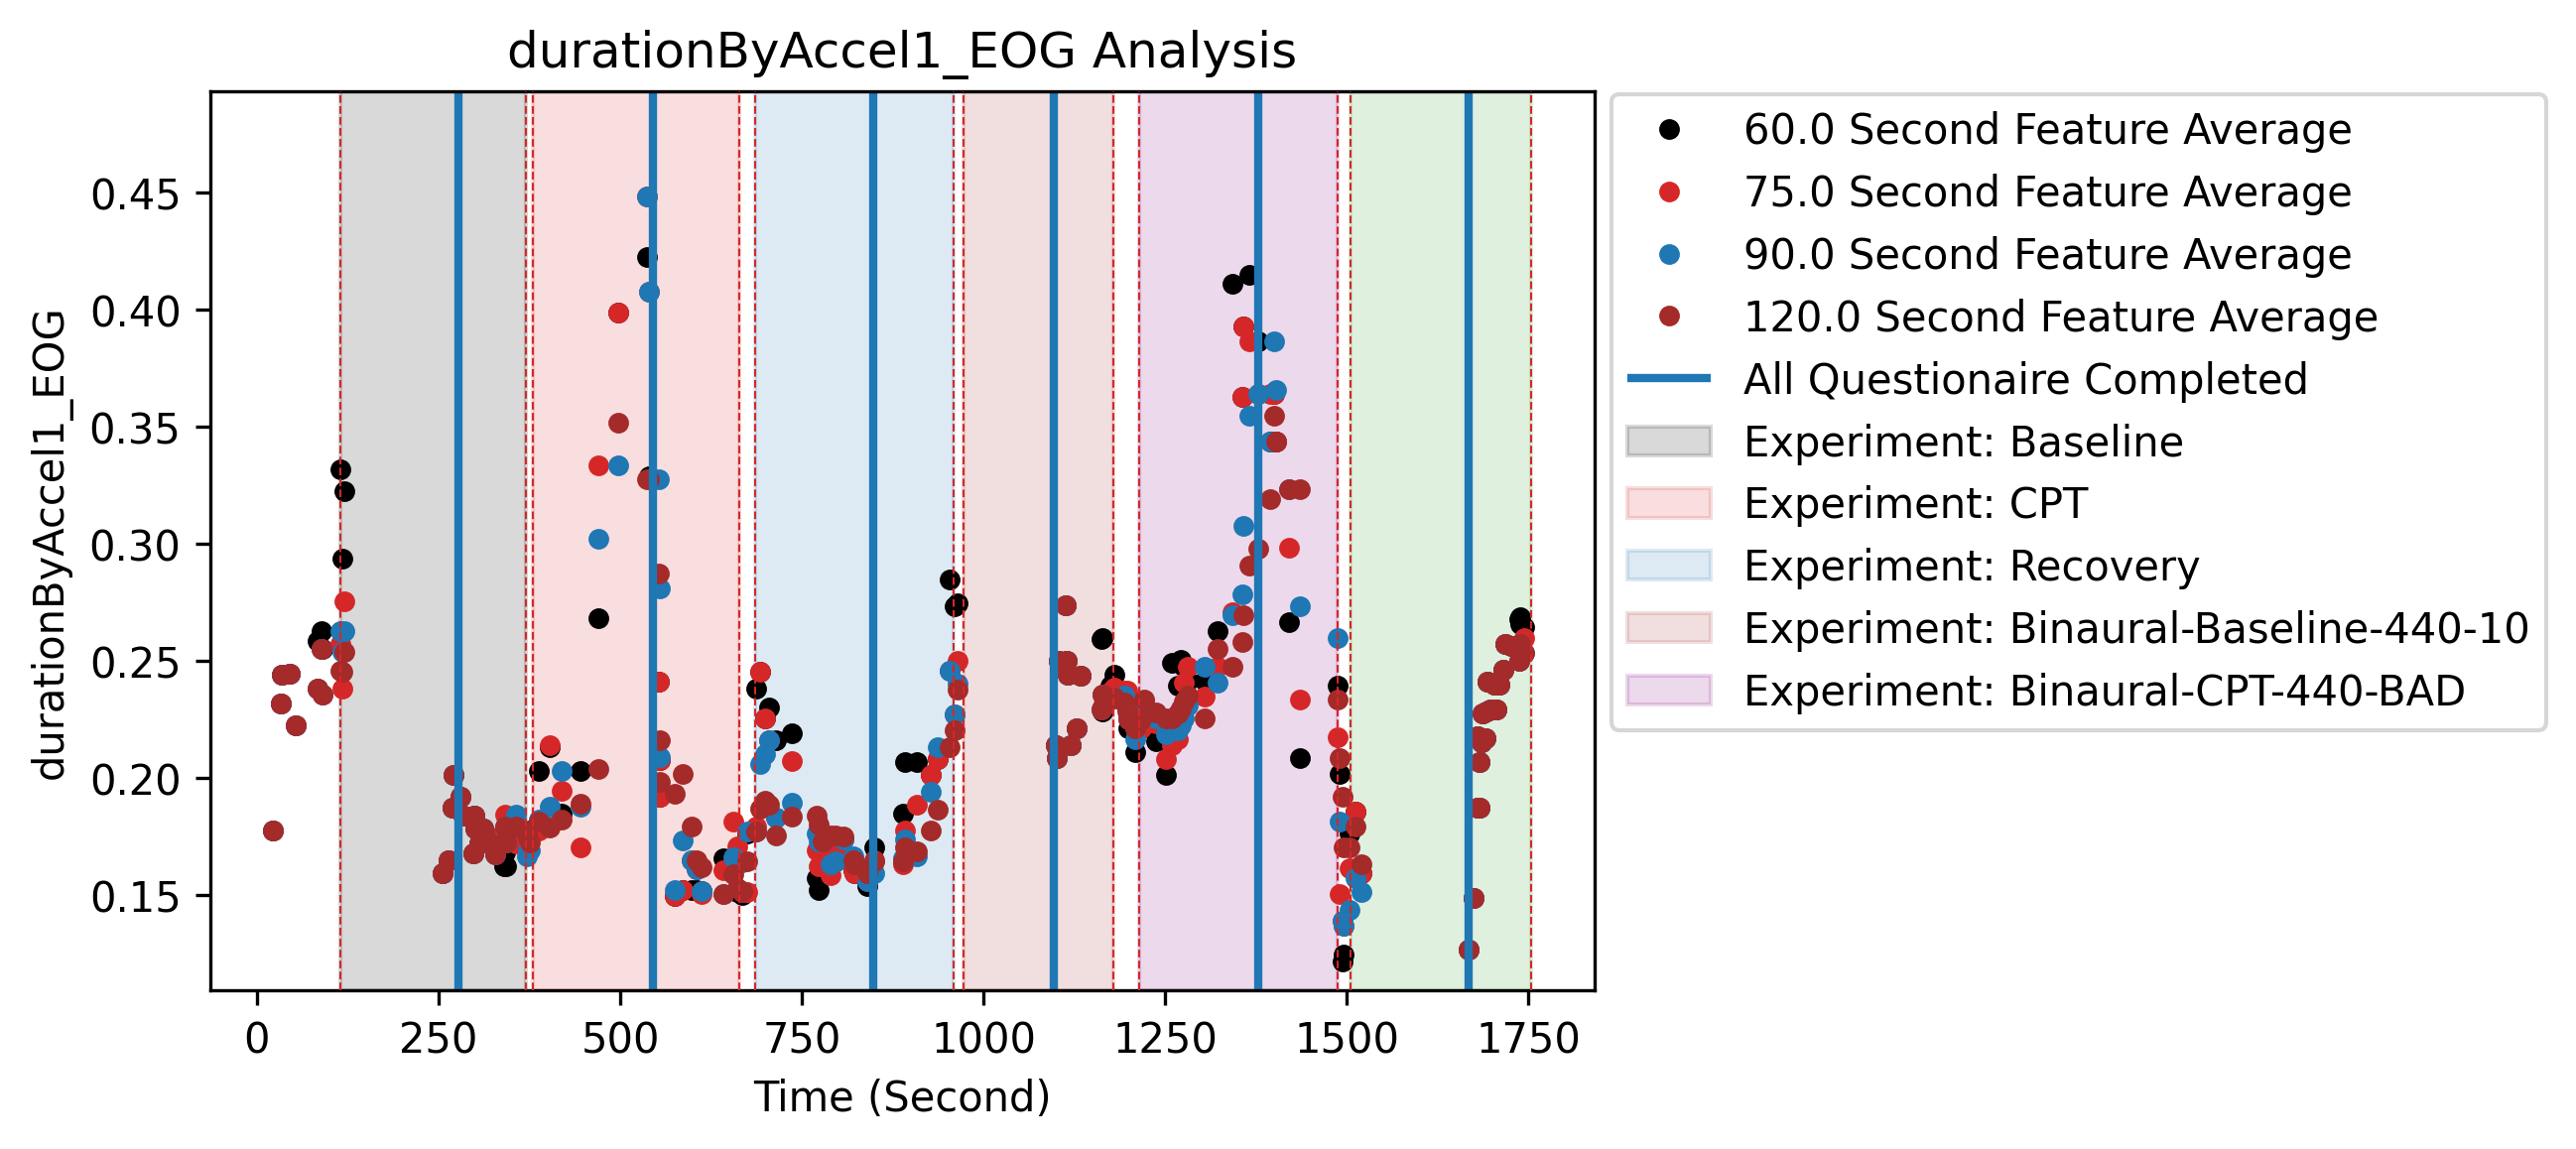 durationByAccel1_EOG Analysis
durationByAccel1_EOG
0.45
0.40
0.35
0.30
0.25
0.20
0.15
0 250 500 750 1000 1250 1500 1750
Time (Second)
60.0 Second Feature Average
75.0 Second Feature Average
90.0 Second Feature Average
120.0 Second Feature Average
All Questionaire Completed
Experiment: Baseline
Experiment: CPT
Experiment: Recovery
Experiment: Binaural-Baseline-440-10
Experiment: Binaural-CPT-440-BAD